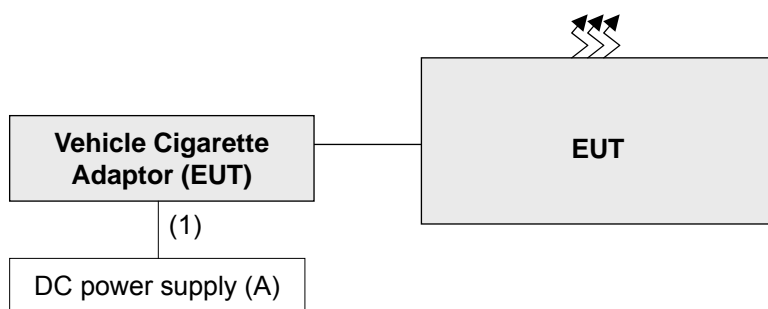 Vehicle Cigarette
Adaptor (EUT)
EUT
(1)
DC power supply (A)